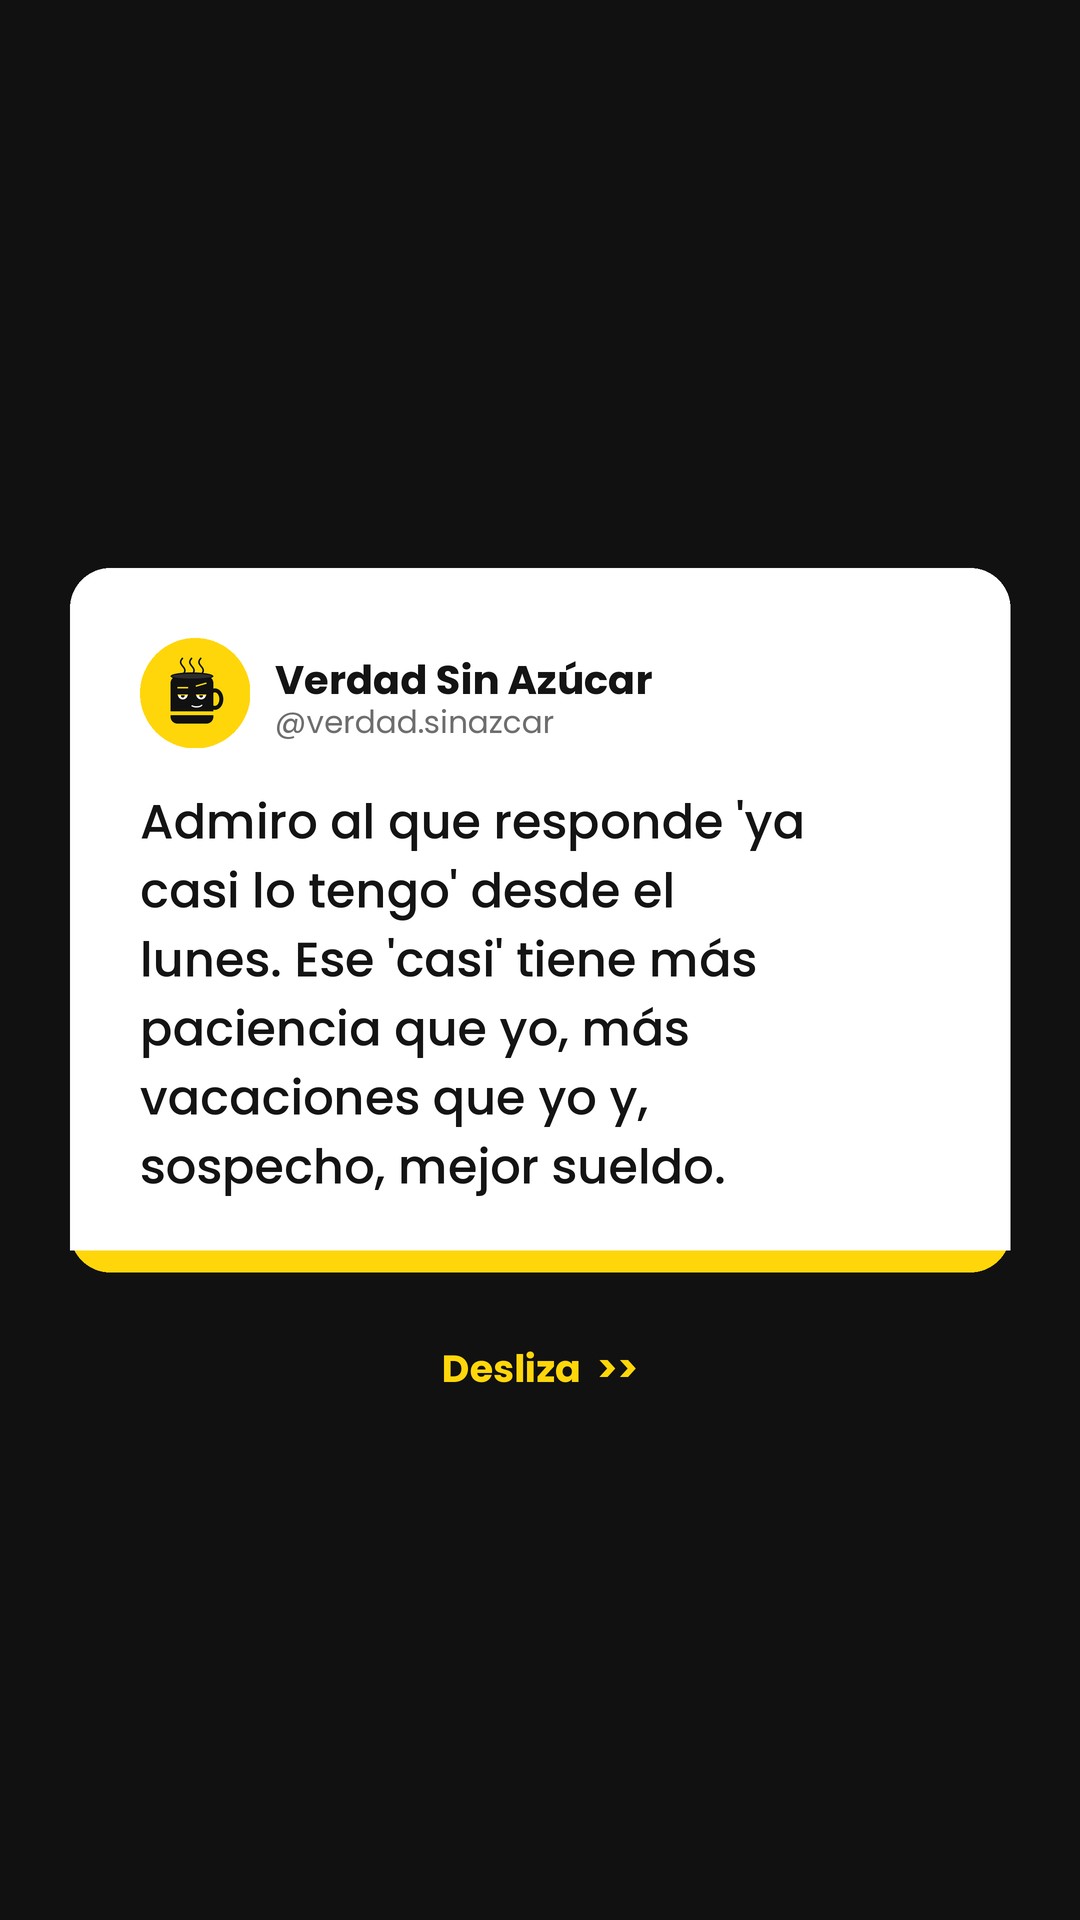 Verdad Sin Azúcar
@verdad.sinazcar
Admiro al que responde 'ya
casi lo tengo' desde el
lunes. Ese 'casi' tiene más
paciencia que yo, más
vacaciones que yo y,
sospecho, mejor sueldo.
Desliza >>